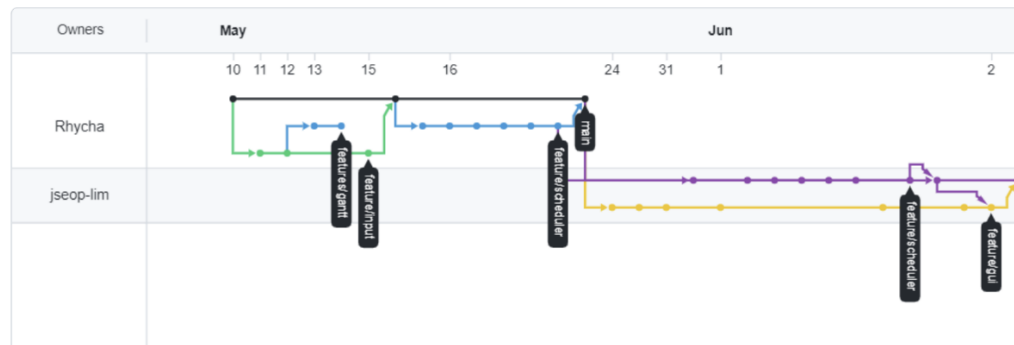 Owners May Jun
10 11 12 13 15 16 24 31 1 2
Rhycha
main
features/gantt
feature/input
feature/scheduler
jseop-lim
feature/scheduler
feature/gui